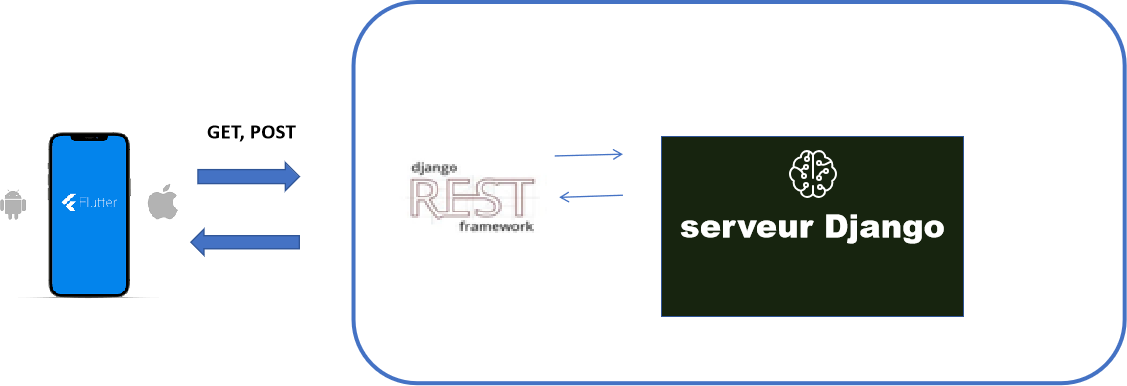 GET, POST
Flutter
django
REST
framework
serveur Django